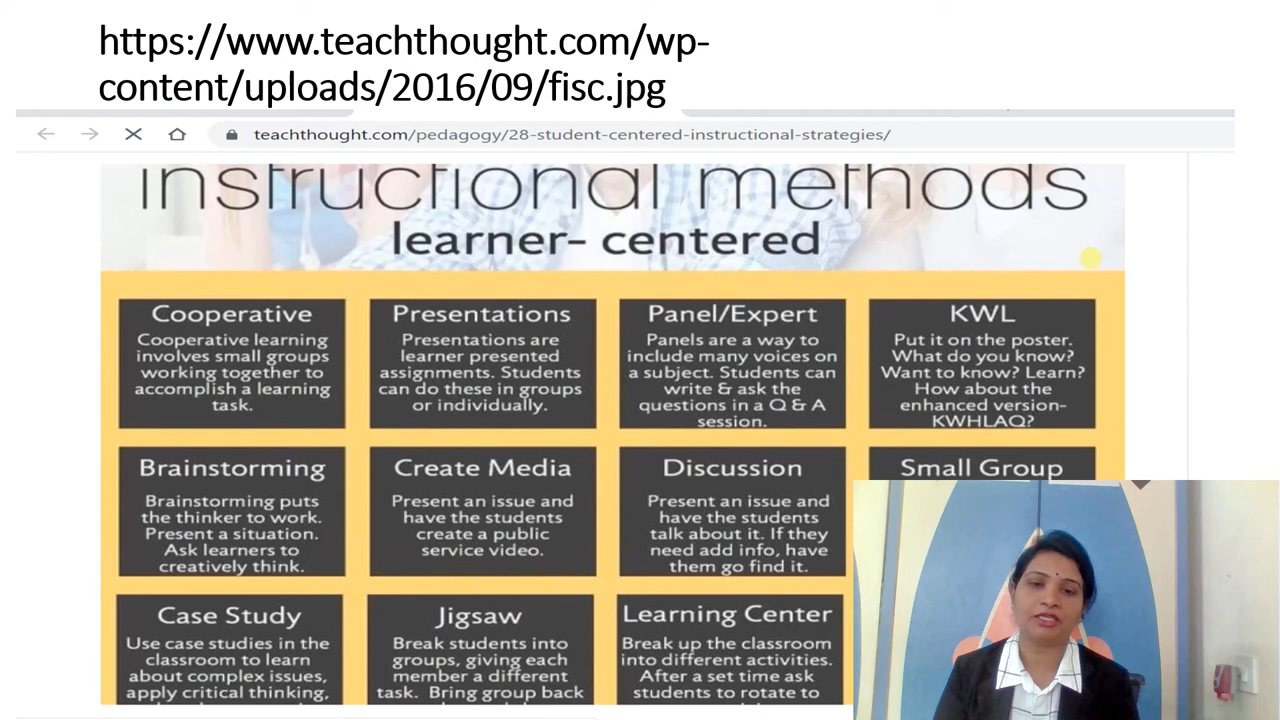 https://www.teachthought.com/wp-
content/uploads/2016/09/fisc.jpg
teachthought.com/pedagogy/28-student-centered-instructional-strategies/
instructional methods
learner- centered
Cooperative
Cooperative learning
involves small groups
working together to
accomplish a learning
task.
Presentations
Presentations are
learner presented
assignments. Students
can do these in groups
or individually.
Panel/Expert
Panels are a way to
include many voices on
a subject. Students can
write & ask the
questions in a Q & A
session.
KWL
Put it on the poster.
What do you know?
Want to know? Learn?
How about the
enhanced version-
KWHLAQ?
Brainstorming
Brainstorming puts
the thinker to work.
Present a situation.
Ask learners to
creatively think.
Create Media
Present an issue and
have the students
create a public
service video.
Discussion
Present an issue and
have the students
talk about it. If they
need add info, have
them go find it.
Small Group
Case Study
Use case studies in the
classroom to learn
about complex issues,
apply critical thinking,
Jigsaw
Break students into
groups, giving each
member a different
task. Bring group back
Learning Center
Break up the classroom
into different activities.
After a set time ask
students to rotate to